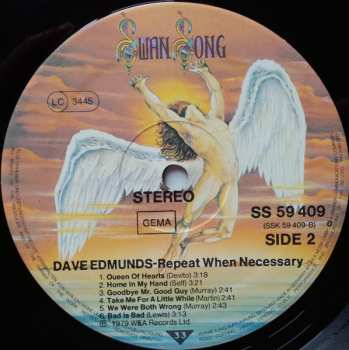 SWAN SONG
LC 3445
STEREO
GEMA
SS 59 409
(SSK 59 409-B)
SIDE 2
DAVE EDMUNDS-Repeat When Necessary
1. Queen Of Hearts (Devito) 3:18
2. Home In My Hand (Self) 3:21
3. Goodbye Mr. Good Guy (Murray) 2:41
4. Take Me For A Little While (Martin) 2:41
5. We Were Both Wrong (Murray) 2:41
6. Bad Is Bad (Lewis) 3:13
℗ 1979 WEA Records Ltd.
33